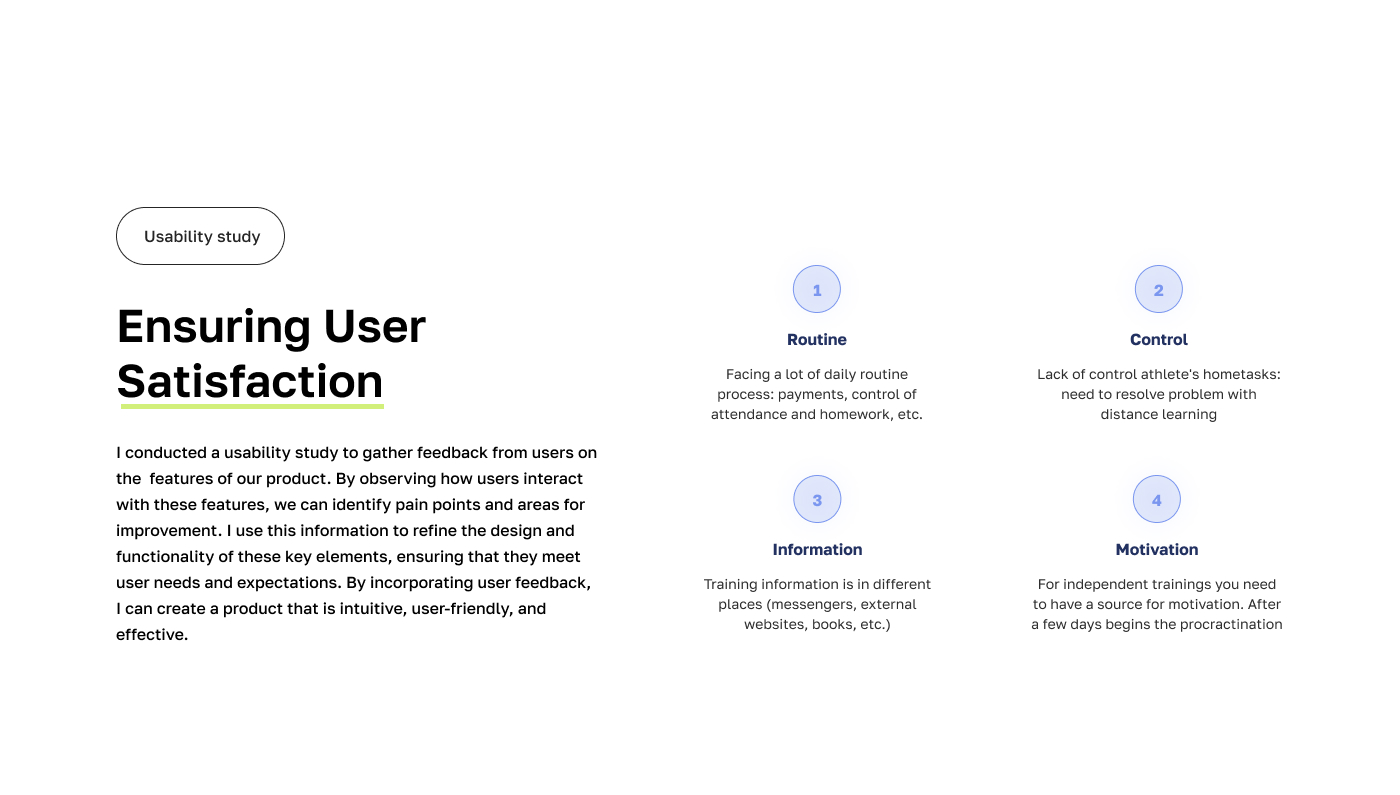 Usability study
Ensuring User
Satisfaction
I conducted a usability study to gather feedback from users on
the  features of our product. By observing how users interact
with these features, we can identify pain points and areas for
improvement. I use this information to refine the design and
functionality of these key elements, ensuring that they meet
user needs and expectations. By incorporating user feedback,
I can create a product that is intuitive, user-friendly, and
effective.
1
Routine
Facing a lot of daily routine
process: payments, control of
attendance and homework, etc.
2
Control
Lack of control athlete's hometasks:
need to resolve problem with
distance learning
3
Information
Training information is in different
places (messengers, external
websites, books, etc.)
4
Motivation
For independent trainings you need
to have a source for motivation. After
a few days begins the procractination